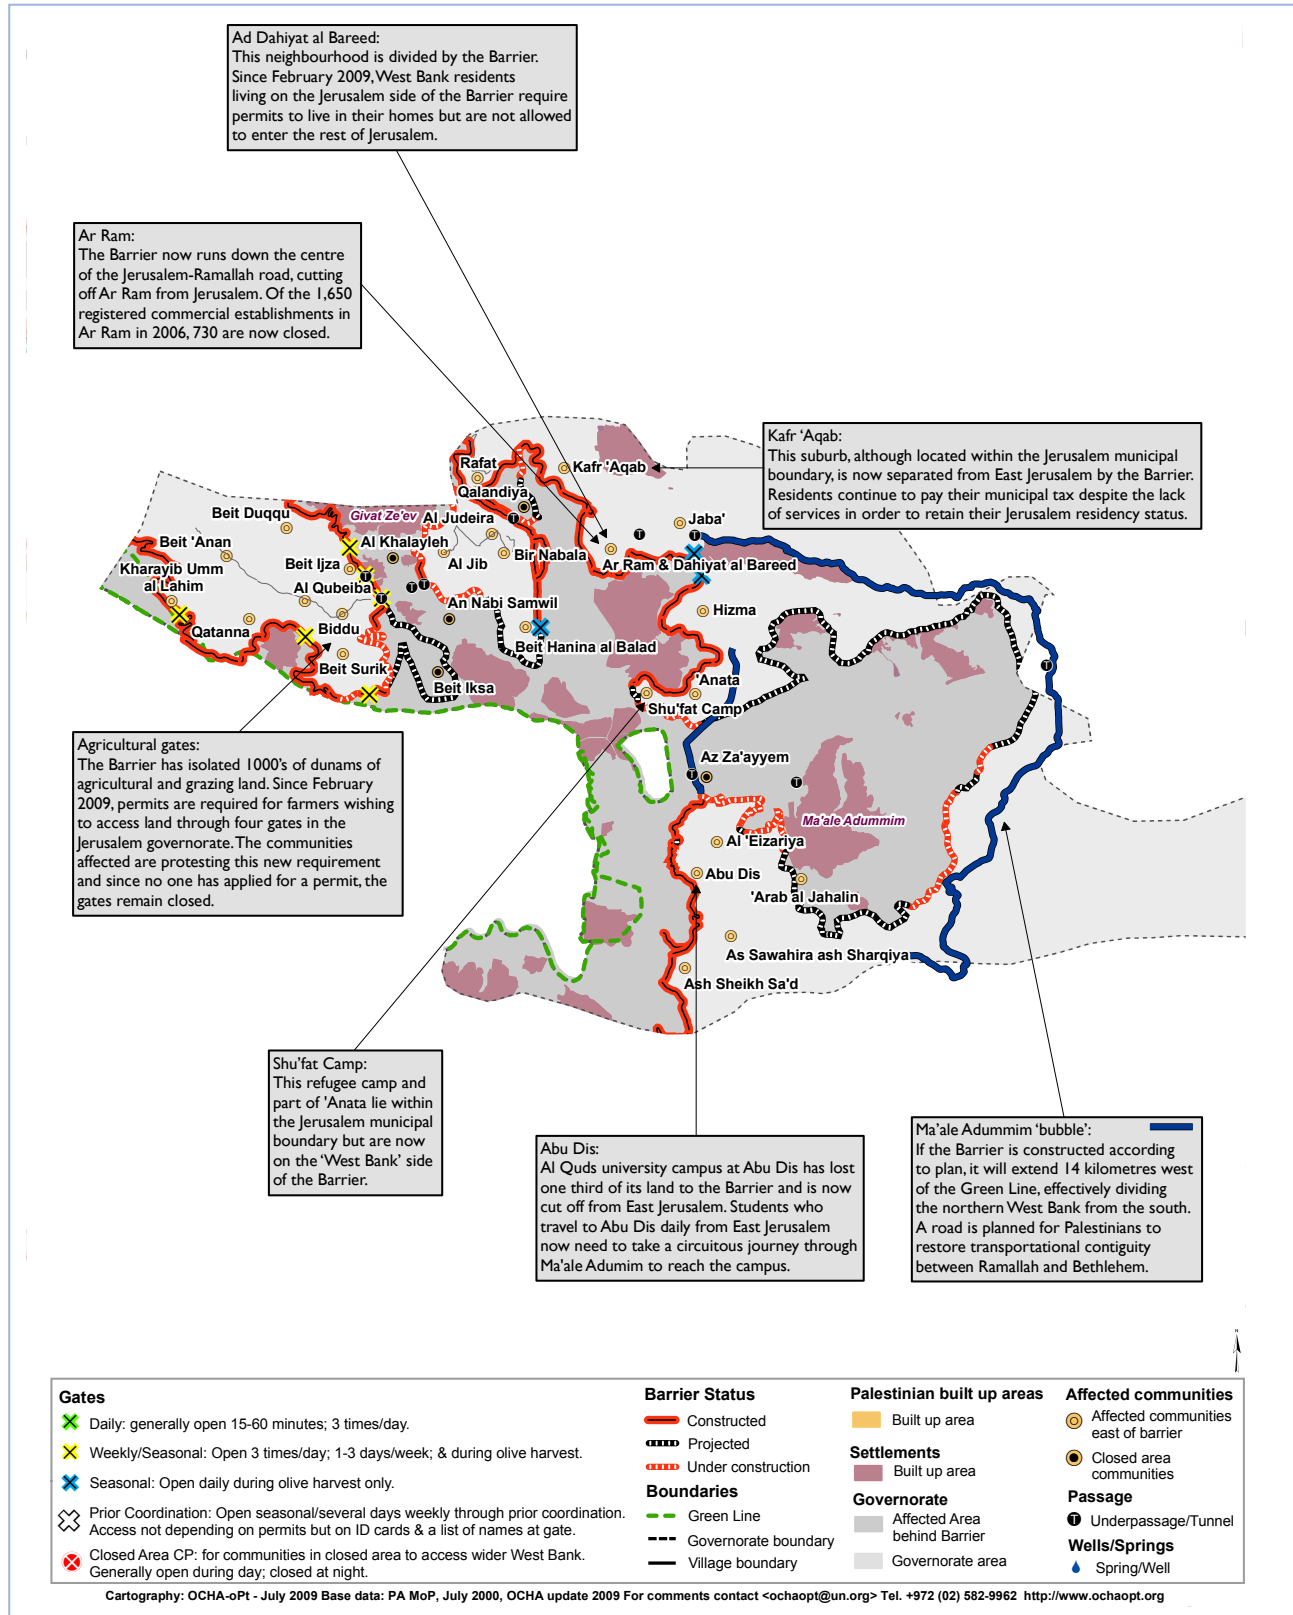 Ad Dahiyat al Bareed:
This neighbourhood is divided by the Barrier.
Since February 2009, West Bank residents
living on the Jerusalem side of the Barrier require
permits to live in their homes but are not allowed
to enter the rest of Jerusalem.
Ar Ram:
The Barrier now runs down the centre
of the Jerusalem-Ramallah road, cutting
off Ar Ram from Jerusalem. Of the 1,650
registered commercial establishments in
Ar Ram in 2006, 730 are now closed.
Kafr ‘Aqab:
This suburb, although located within the Jerusalem municipal
boundary, is now separated from East Jerusalem by the Barrier.
Residents continue to pay their municipal tax despite the lack
of services in order to retain their Jerusalem residency status.
Rafat
Kafr 'Aqab
Qalandiya
Beit Duqqu
Givat Ze'ev
Al Judeira
Jaba'
Beit 'Anan
Al Khalayleh
Bir Nabala
Kharayib Umm
al Lahim
Beit Ijza
Al Jib
Ar Ram & Dahiyat al Bareed
Al Qubeiba
An Nabi Samwil
Hizma
Qatanna
Biddu
Beit Hanina al Balad
Beit Surik
Beit Iksa
'Anata
Shu'fat Camp
Az Za'ayyem
Ma'ale Adummim
Al 'Eizariya
Abu Dis
'Arab al Jahalin
As Sawahira ash Sharqiya
Ash Sheikh Sa'd
Agricultural gates:
The Barrier has isolated 1000's of dunams of
agricultural and grazing land. Since February
2009, permits are required for farmers wishing
to access land through four gates in the
Jerusalem governorate. The communities
affected are protesting this new requirement
and since no one has applied for a permit, the
gates remain closed.
Shu'fat Camp:
This refugee camp and
part of 'Anata lie within
the Jerusalem municipal
boundary but are now
on the ‘West Bank’ side
of the Barrier.
Abu Dis:
Al Quds university campus at Abu Dis has lost
one third of its land to the Barrier and is now
cut off from East Jerusalem. Students who
travel to Abu Dis daily from East Jerusalem
now need to take a circuitous journey through
Ma'ale Adumim to reach the campus.
Ma'ale Adummim ‘bubble’:
If the Barrier is constructed according
to plan, it will extend 14 kilometres west
of the Green Line, effectively dividing
the northern West Bank from the south.
A road is planned for Palestinians to
restore transportational contiguity
between Ramallah and Bethlehem.
N
Gates
Daily: generally open 15-60 minutes; 3 times/day.
Weekly/Seasonal: Open 3 times/day; 1-3 days/week; & during olive harvest.
Seasonal: Open daily during olive harvest only.
Prior Coordination: Open seasonal/several days weekly through prior coordination.
Access not depending on permits but on ID cards & a list of names at gate.
Closed Area CP: for communities in closed area to access wider West Bank.
Generally open during day; closed at night.
Barrier Status
Constructed
Projected
Under construction
Boundaries
Green Line
Governorate boundary
Village boundary
Palestinian built up areas
Built up area
Settlements
Built up area
Governorate
Affected Area
behind Barrier
Governorate area
Affected communities
Affected communities
east of barrier
Closed area
communities
Passage
T Underpassage/Tunnel
Wells/Springs
Spring/Well
Cartography: OCHA-oPt - July 2009 Base data: PA MoP, July 2000, OCHA update 2009 For comments contact <ochaopt@un.org> Tel. +972 (02) 582-9962 http://www.ochaopt.org